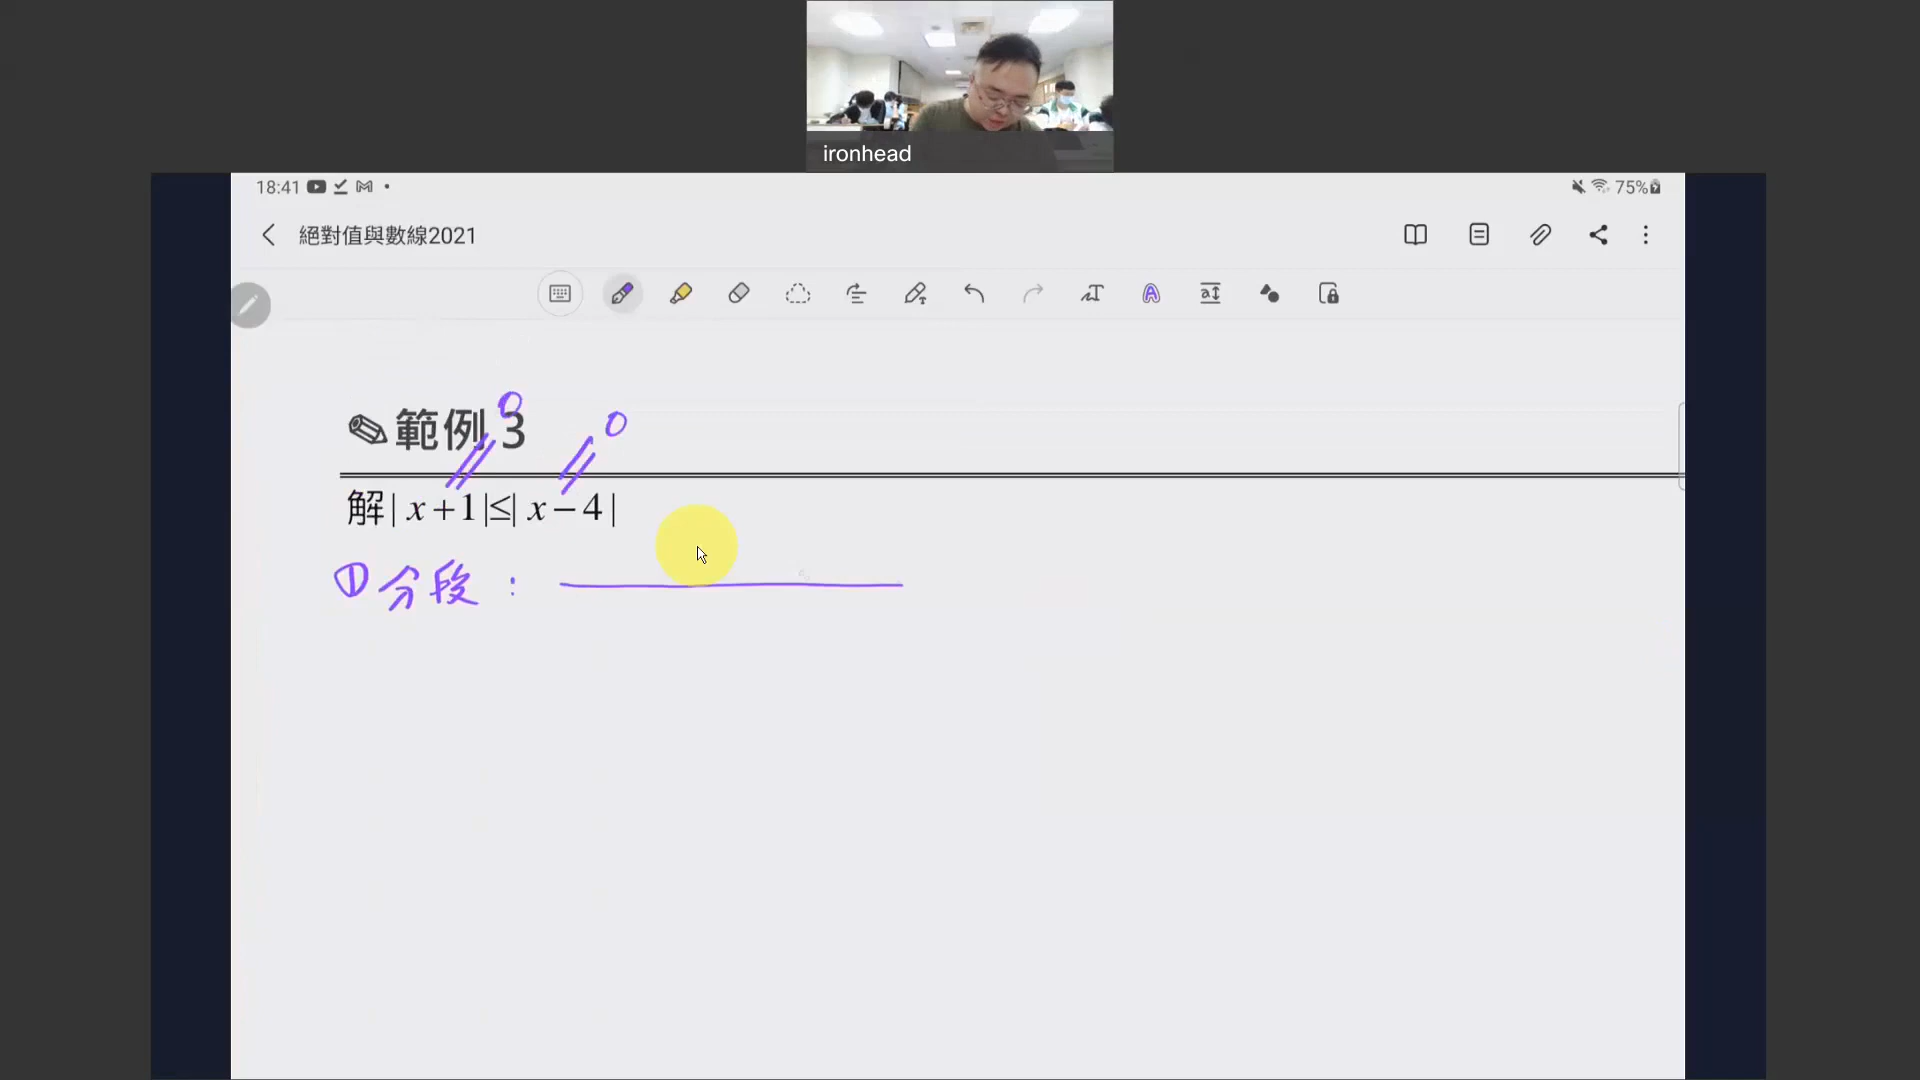 ironhead
18:41
75%
絕對值與數線2021
範例 3
0
0
解| x+1 |≤| x−4 |
①分段：